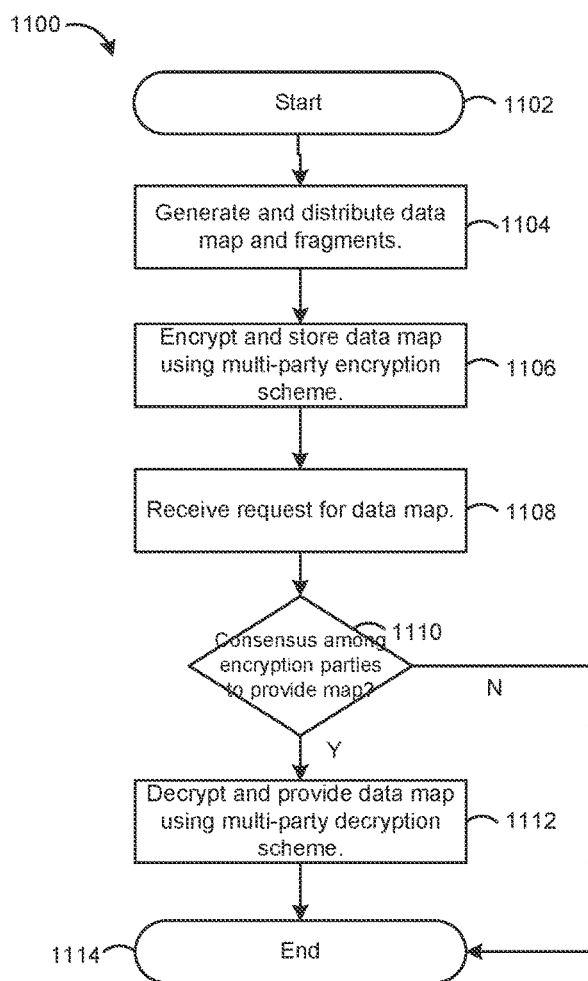 1100
Start
1102
Generate and distribute data
map and fragments.
1104
Encrypt and store data map
using multi-party encryption
scheme.
1106
Receive request for data map.
1108
1110
Consensus among
encryption parties
to provide map?
N
Y
Decrypt and provide data map
using multi-party decryption
scheme.
1112
End
1114